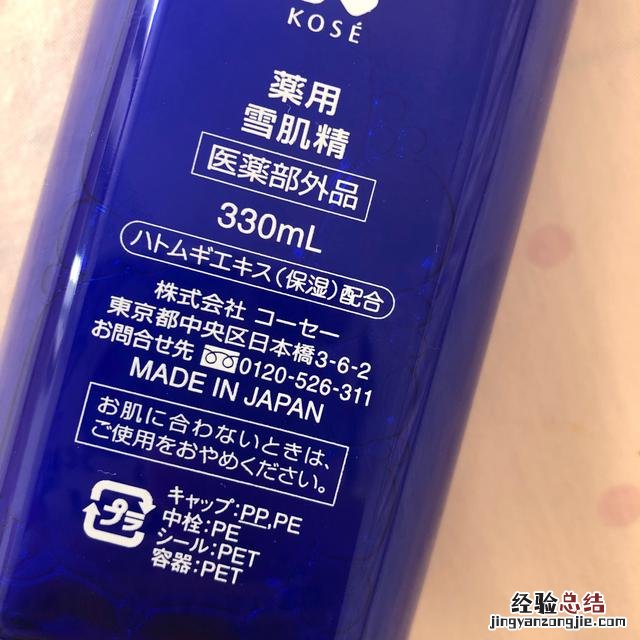 KOSÉ
薬用
雪肌精
医薬部外品
330mL
ハトムギエキス(保湿)配合
株式会社 コーセー
東京都中央区日本橋3-6-2
お問合せ先 0120-526-311
MADE IN JAPAN
お肌に合わないときは、
ご使用をおやめください。
プラ
キャップ:PP,PE
中栓:PE
シール:PET
容器:PET
经验总结
jingyanzongjie.com